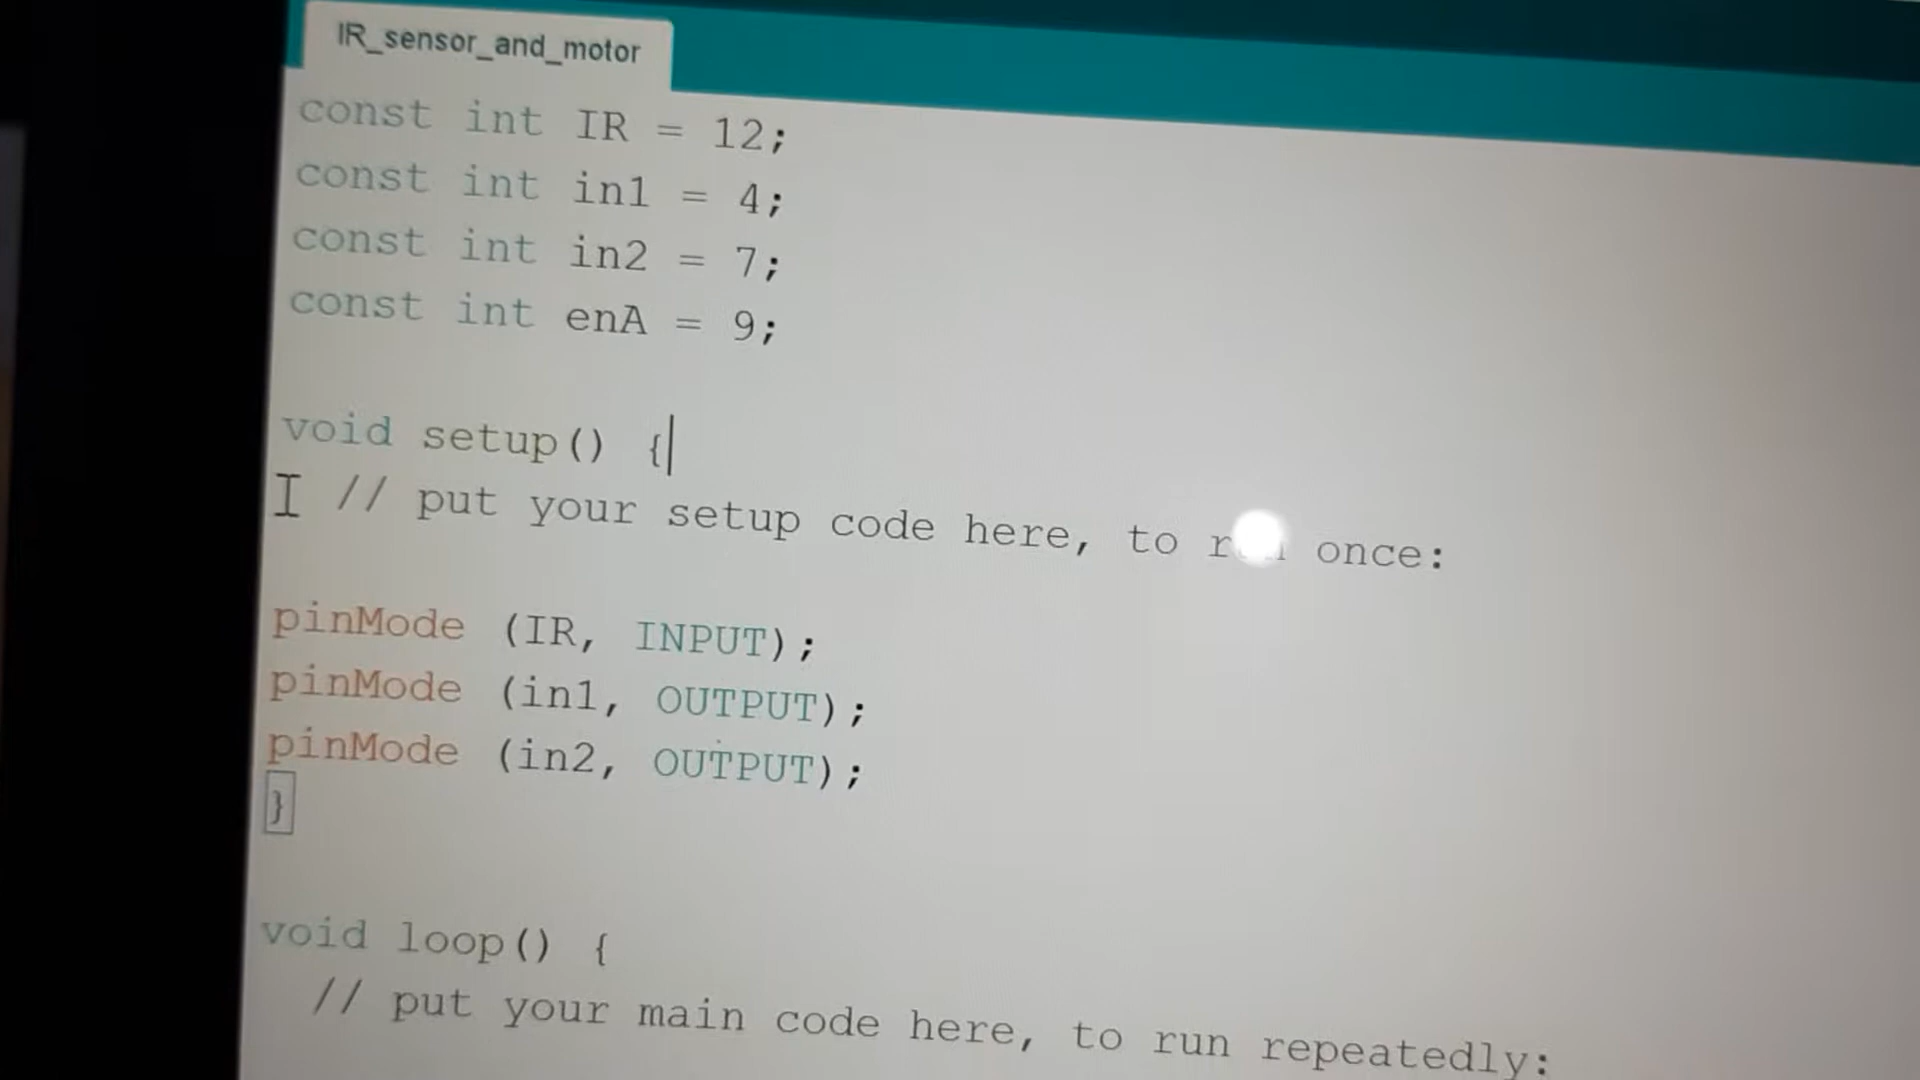 IR_sensor_and_motor
const int IR = 12;
const int in1 = 4;
const int in2 = 7;
const int enA = 9;
void setup() {
// put your setup code here, to run once:
pinMode (IR, INPUT);
pinMode (in1, OUTPUT);
pinMode (in2, OUTPUT);
}
void loop() {
// put your main code here, to run repeatedly: